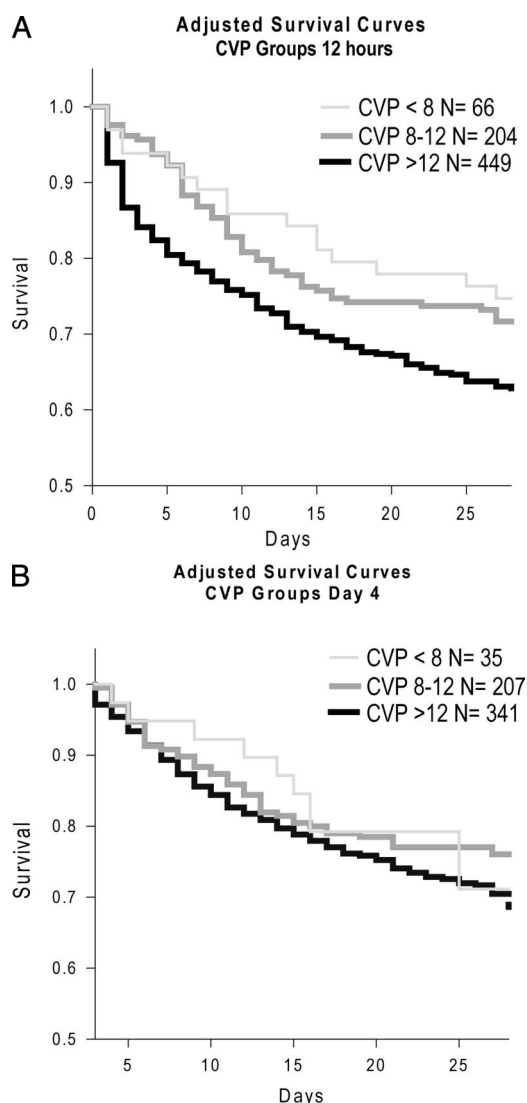 A
Adjusted Survival Curves
CVP Groups 12 hours
CVP < 8 N= 66
CVP 8-12 N= 204
CVP >12 N= 449
1.0
0.9
0.8
0.7
0.6
0.5
Survival
0
5
10
15
20
25
Days
B
Adjusted Survival Curves
CVP Groups Day 4
CVP < 8 N= 35
CVP 8-12 N= 207
CVP >12 N= 341
1.0
0.9
0.8
0.7
0.6
0.5
Survival
5
10
15
20
25
Days